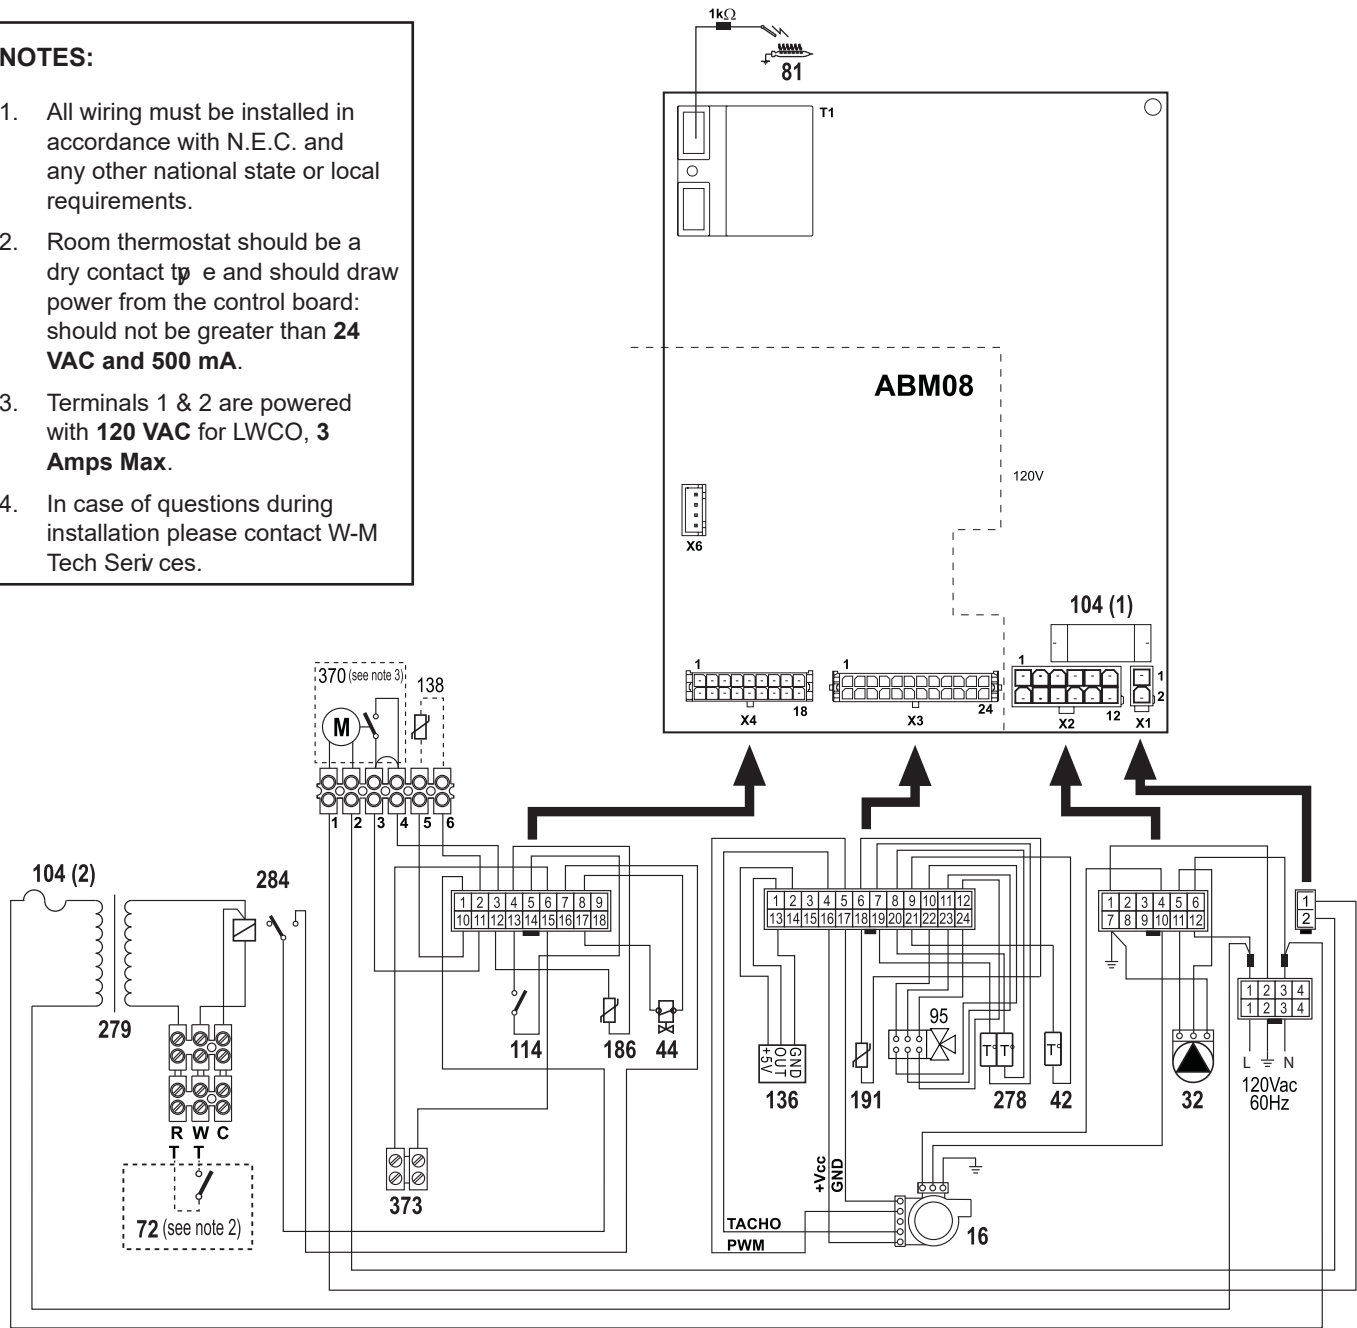 NOTES:
1. All wiring must be installed in
accordance with N.E.C. and
any other national state or local
requirements.
2. Room thermostat should be a
dry contact type and should draw
power from the control board:
should not be greater than 24
VAC and 500 mA.
3. Terminals 1 & 2 are powered
with 120 VAC for LWCO, 3
Amps Max.
4. In case of questions during
installation please contact W-M
Tech Serivces.
1kΩ
81
T1
ABM08
120V
X6
104 (1)
1
18
X4
1
24
X3
1
12
X2
1
2
X1
370 (see note 3)
138
M
1 2 3 4 5 6
104 (2)
284
279
R W C
T T
72 (see note 2)
1 2 3 4 5 6 7 8 9
10 11 12 13 14 15 16 17 18
114
186
44
373
1 2 3 4 5 6 7 8 9 10 11 12
13 14 15 16 17 18 19 20 21 22 23 24
+5V
OUT
GND
136
191
95
T° T°
278
T°
42
+Vcc
GND
TACHO
PWM
16
1 2 3 4 5 6
7 8 9 10 11 12
32
1
2
1 2 3 4
1 2 3 4
L N
120Vac
60Hz